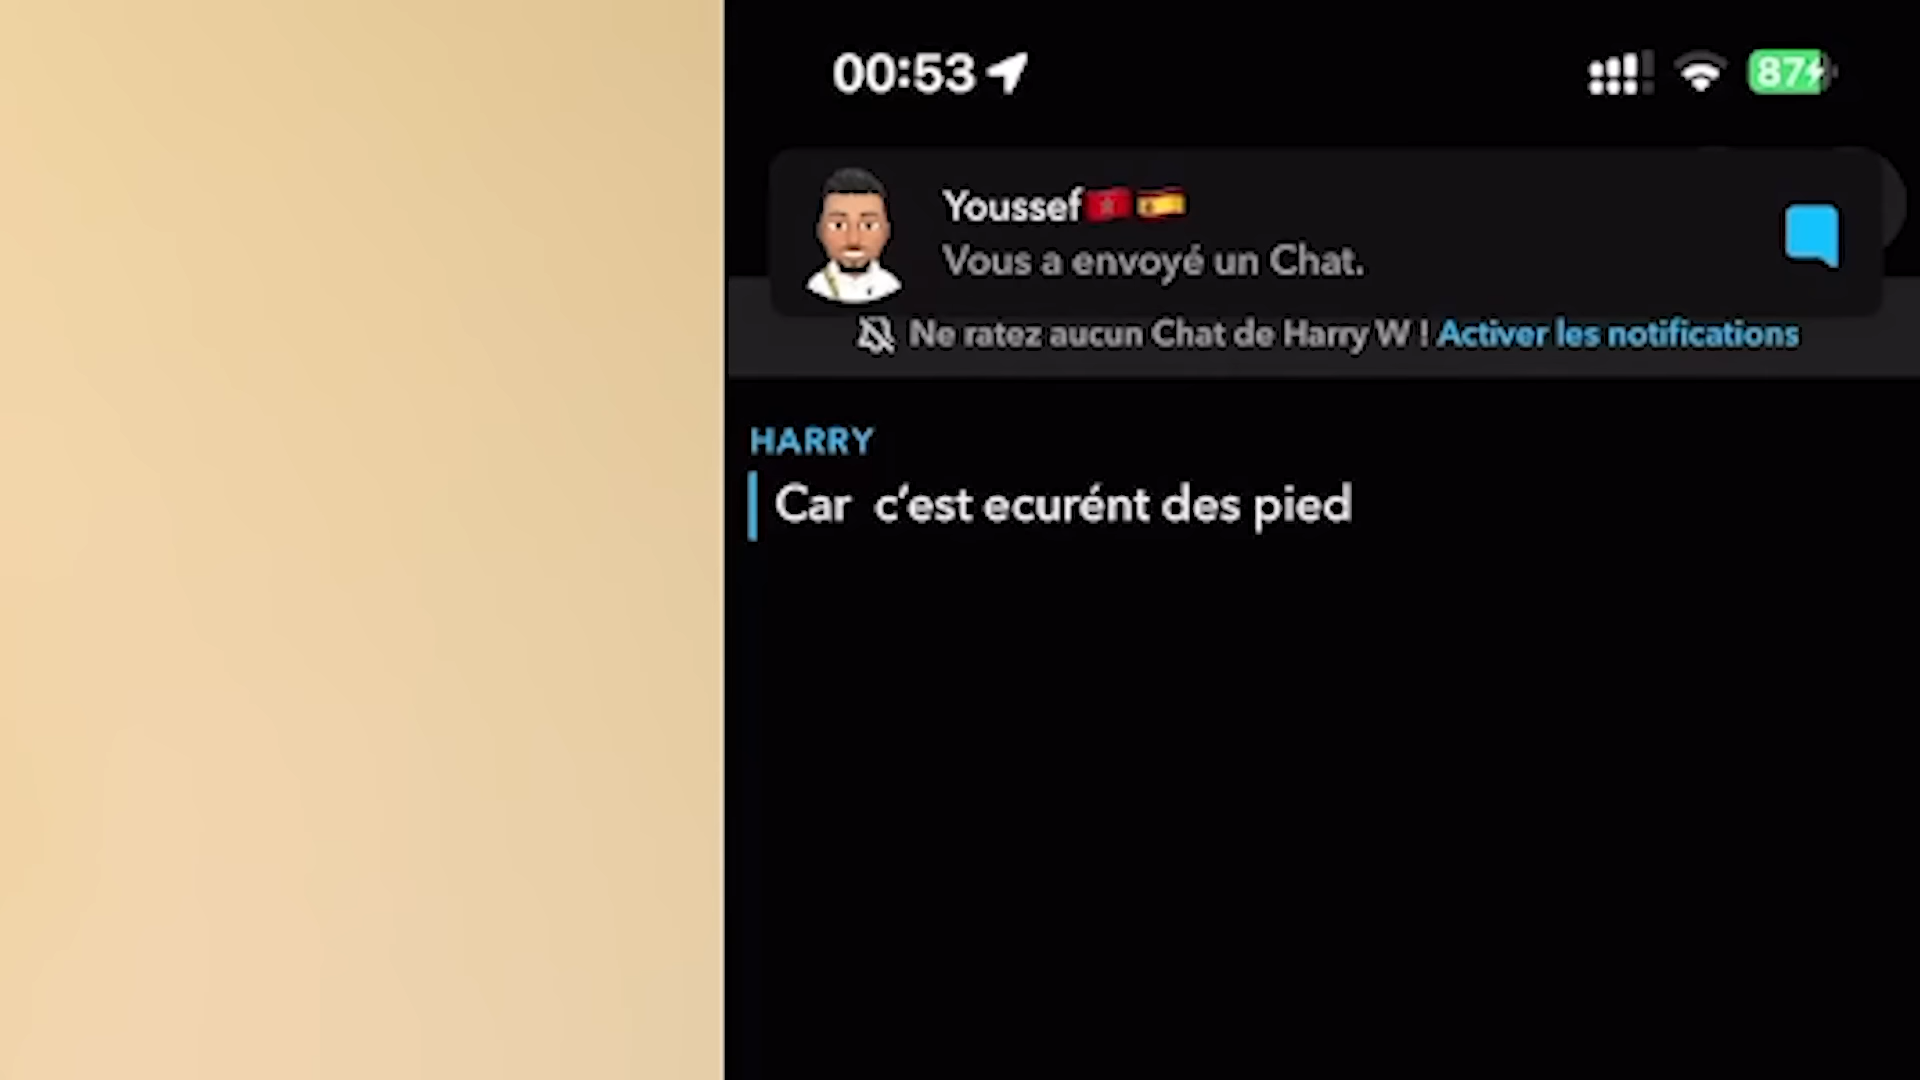 00:53
87
Youssef🇲🇦🇪🇸
Vous a envoyé un Chat.
Ne ratez aucun Chat de Harry W ! Activer les notifications
HARRY
Car  c'est ecurént des pied